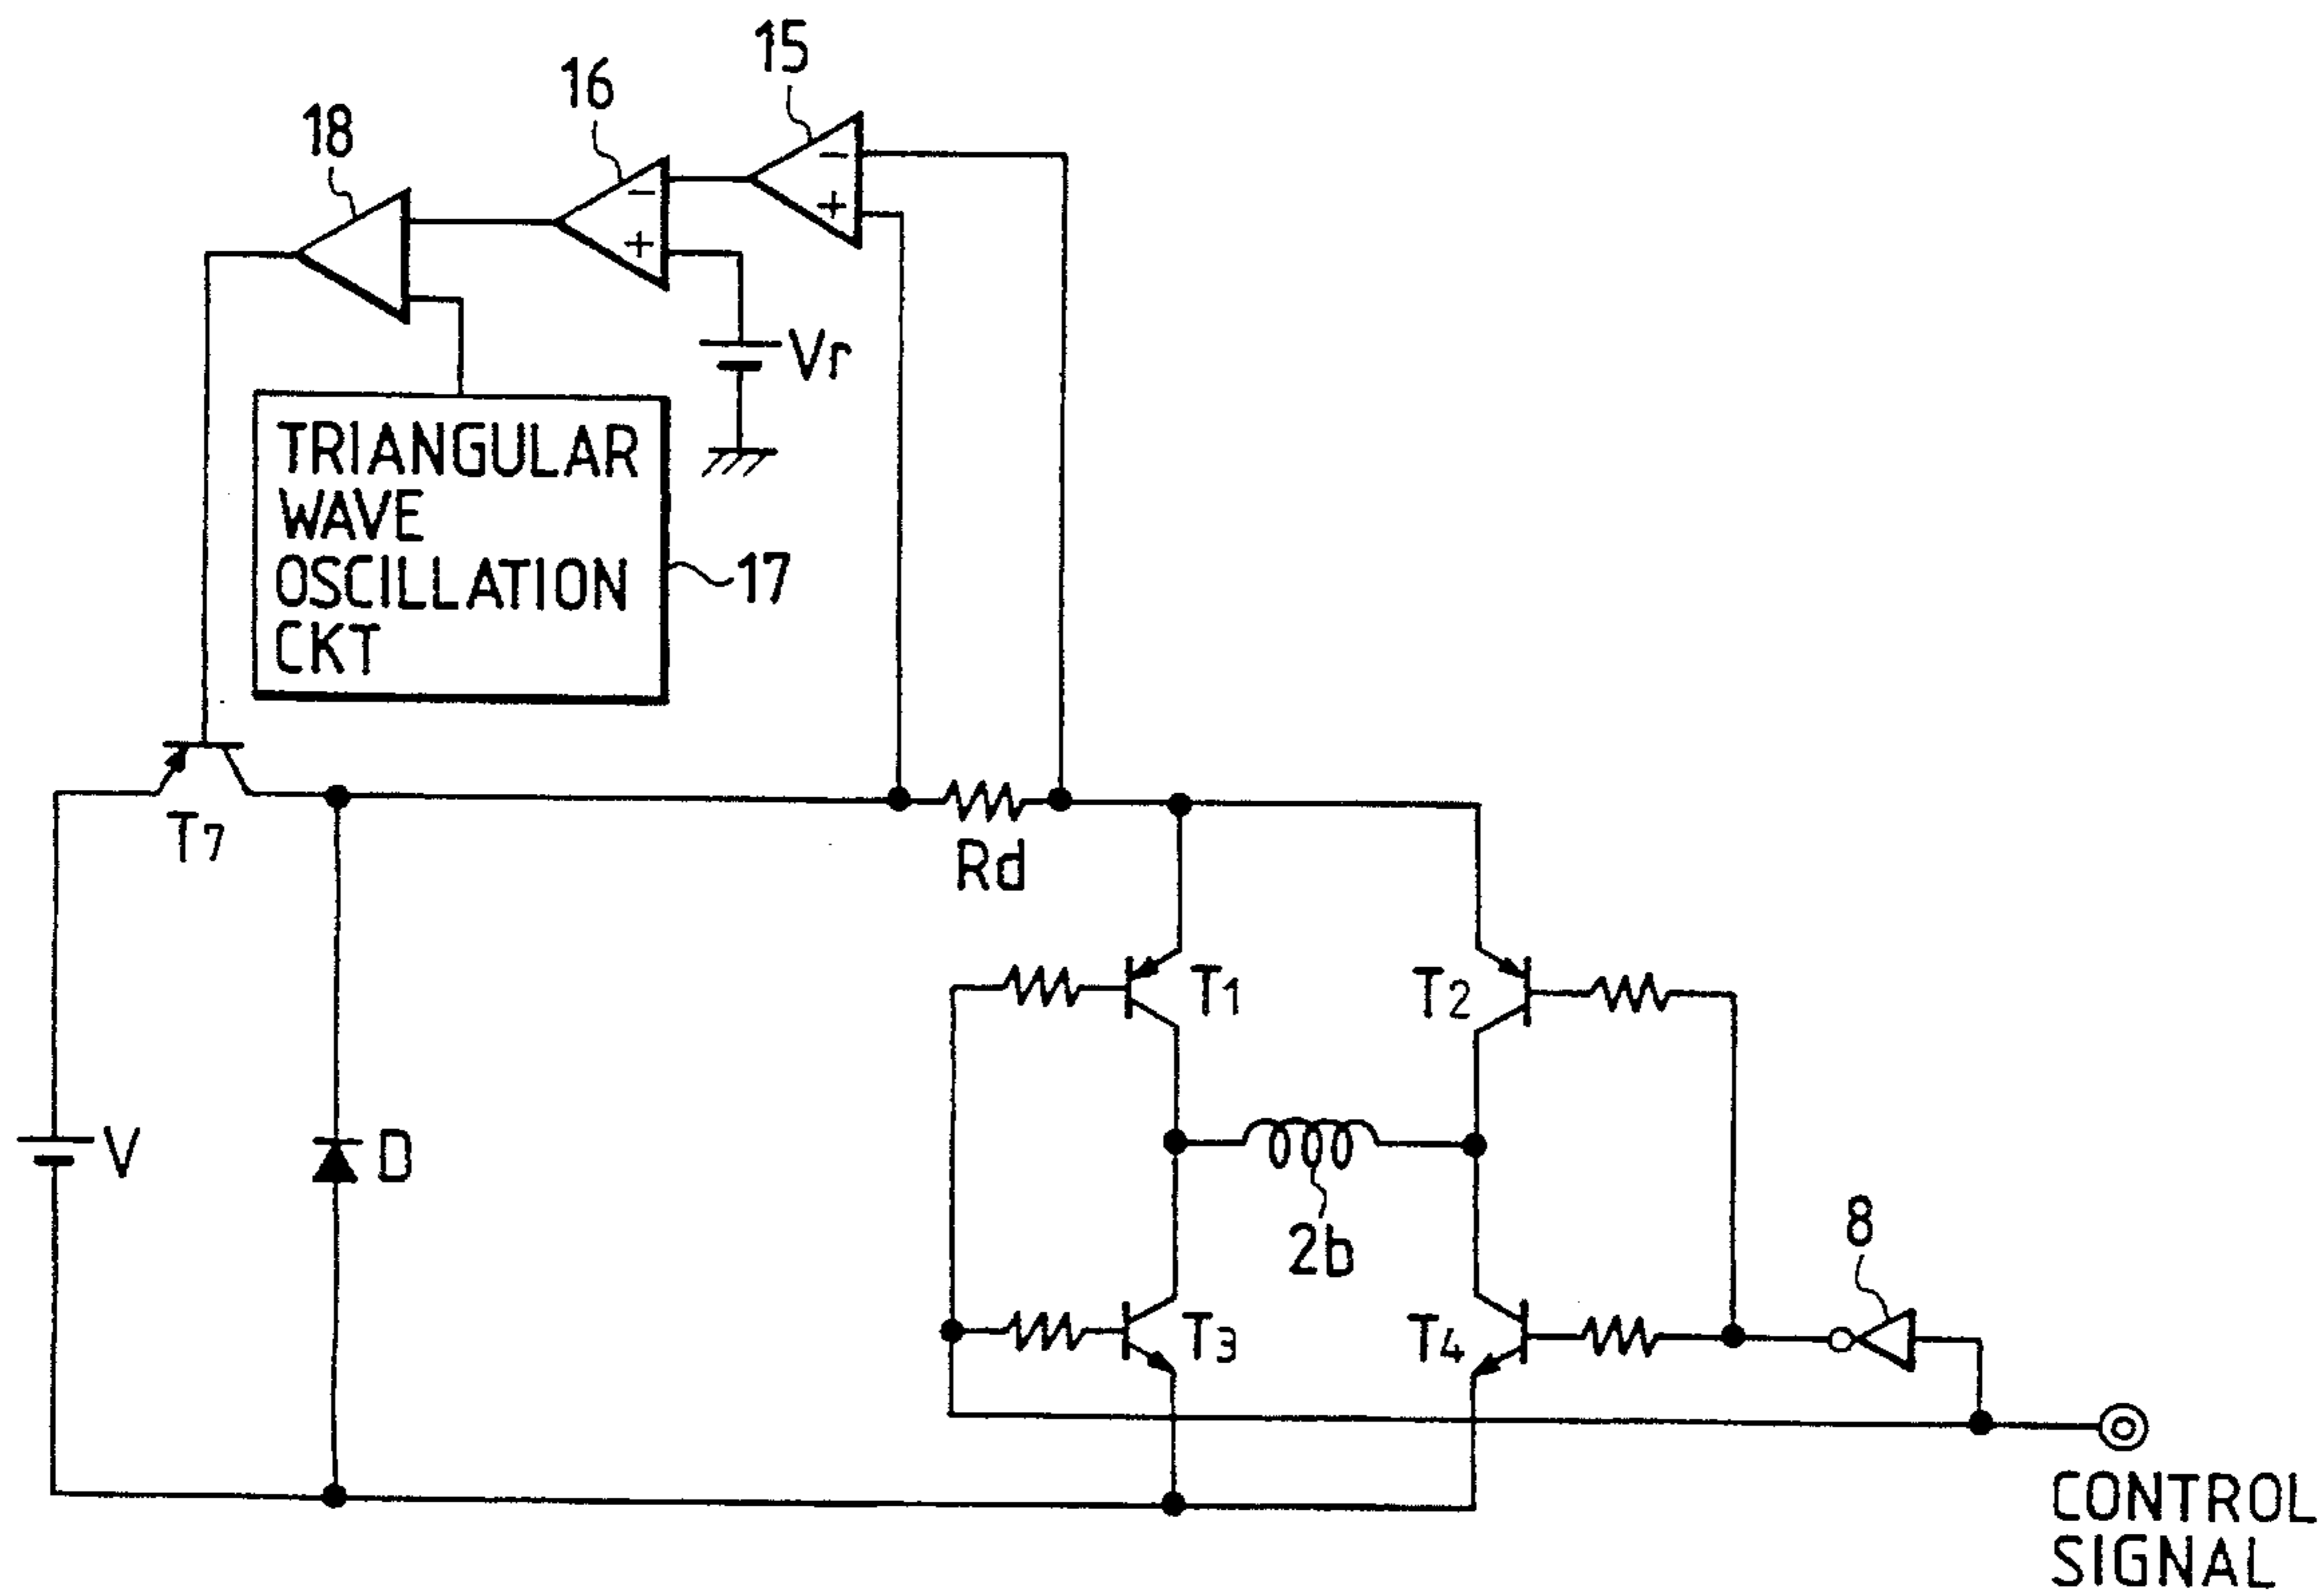 15
16
18
Vr
TRIANGULAR
WAVE
OSCILLATION
CKT
17
T7
Rd
T1
T2
V
D
2b
8
T3
T4
CONTROL
SIGNAL